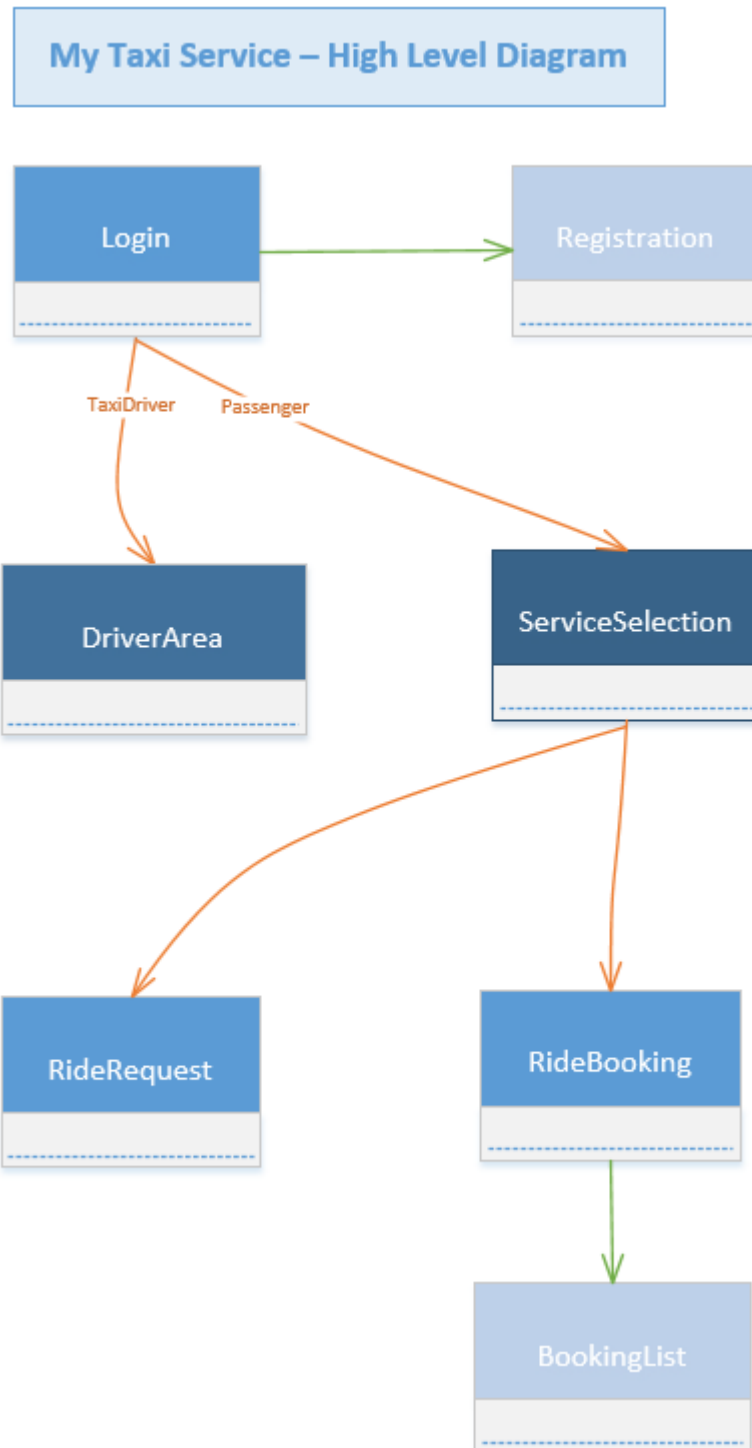 My Taxi Service – High Level Diagram
Login
Registration
TaxiDriver
Passenger
DriverArea
ServiceSelection
RideRequest
RideBooking
BookingList